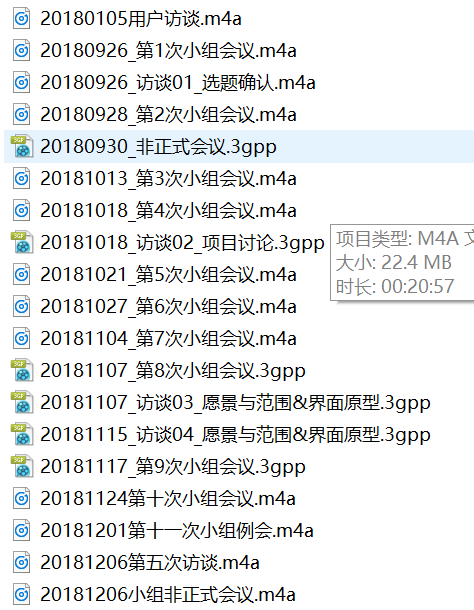 20180105用户访谈.m4a
20180926_第1次小组会议.m4a
20180926_访谈01_选题确认.m4a
20180928_第2次小组会议.m4a
20180930_非正式会议.3gpp
20181013_第3次小组会议.m4a
20181018_第4次小组会议.m4a
20181018_访谈02_项目讨论.3gpp
项目类型: M4A 文
大小: 22.4 MB
时长: 00:20:57
20181021_第5次小组会议.m4a
20181027_第6次小组会议.m4a
20181104_第7次小组会议.m4a
20181107_第8次小组会议.3gpp
20181107_访谈03_愿景与范围&界面原型.3gpp
20181115_访谈04_愿景与范围&界面原型.3gpp
20181117_第9次小组会议.3gpp
20181124第十次小组会议.m4a
20181201第十一次小组例会.m4a
20181206第五次访谈.m4a
20181206小组非正式会议.m4a